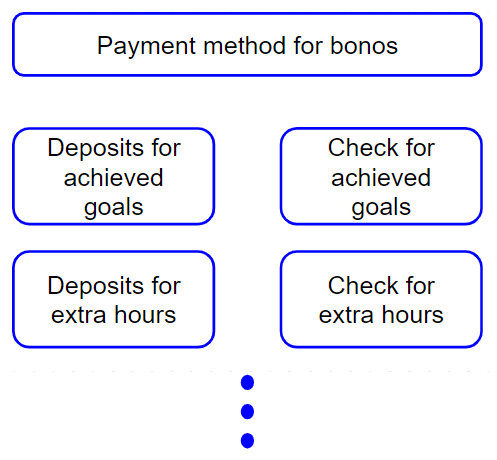 Payment method for bonos
Deposits for
achieved
goals
Check for
achieved
goals
Deposits for
extra hours
Check for
extra hours